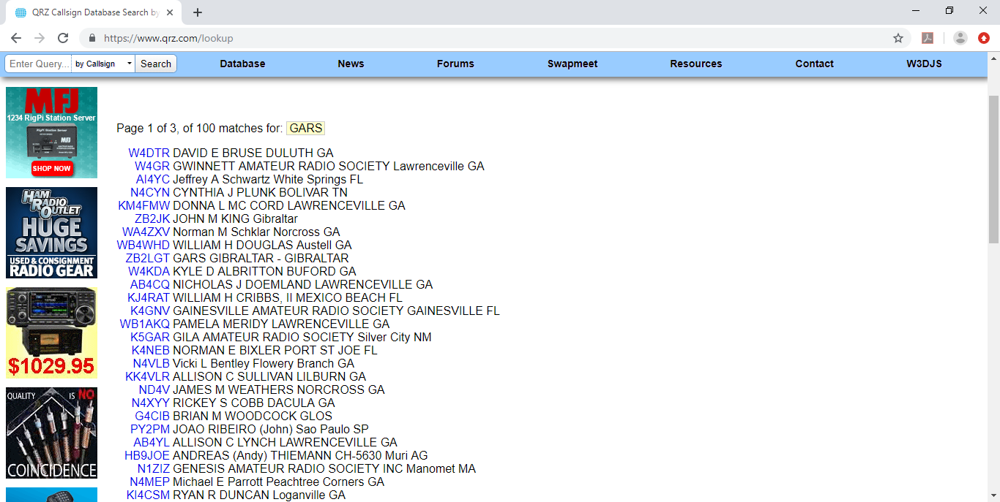 QRZ Callsign Database Search by
https://www.qrz.com/lookup
Enter Query... by Callsign Search Database News Forums Swapmeet Resources Contact W3DJS
MFJ
1234 RigPi Station Server
MFJ
SHOP NOW
HAM RADIO OUTLET
HUGE
SAVINGS
USED & CONSIGNMENT
RADIO GEAR
$1029.95
QUALITY IS NO
COINCIDENCE
Page 1 of 3, of 100 matches for: GARS
W4DTR DAVID E BRUSE DULUTH GA
W4GR GWINNETT AMATEUR RADIO SOCIETY Lawrenceville GA
AI4YC Jeffrey A Schwartz White Springs FL
N4CYN CYNTHIA J PLUNK BOLIVAR TN
KM4FMW DONNA L MC CORD LAWRENCEVILLE GA
ZB2JK JOHN M KING Gibraltar
WA4ZXV Norman M Schklar Norcross GA
WB4WHD WILLIAM H DOUGLAS Austell GA
ZB2LGT GARS GIBRALTAR - GIBRALTAR
W4KDA KYLE D ALBRITTON BUFORD GA
AB4CQ NICHOLAS J DOEMLAND LAWRENCEVILLE GA
KJ4RAT WILLIAM H CRIBBS, II MEXICO BEACH FL
K4GNV GAINESVILLE AMATEUR RADIO SOCIETY GAINESVILLE FL
WB1AKQ PAMELA MERIDY LAWRENCEVILLE GA
K5GAR GILA AMATEUR RADIO SOCIETY Silver City NM
K4NEB NORMAN E BIXLER PORT ST JOE FL
N4VLB Vicki L Bentley Flowery Branch GA
KK4VLR ALLISON C SULLIVAN LILBURN GA
ND4V JAMES M WEATHERS NORCROSS GA
N4XYY RICKEY S COBB DACULA GA
G4CIB BRIAN M WOODCOCK GLOS
PY2PM JOAO RIBEIRO (John) Sao Paulo SP
AB4YL ALLISON C LYNCH LAWRENCEVILLE GA
HB9JOE ANDREAS (Andy) THIEMANN CH-5630 Muri AG
N1ZIZ GENESIS AMATEUR RADIO SOCIETY INC Manomet MA
N4MEP Michael E Parrott Peachtree Corners GA
KI4CSM RYAN R DUNCAN Loganville GA